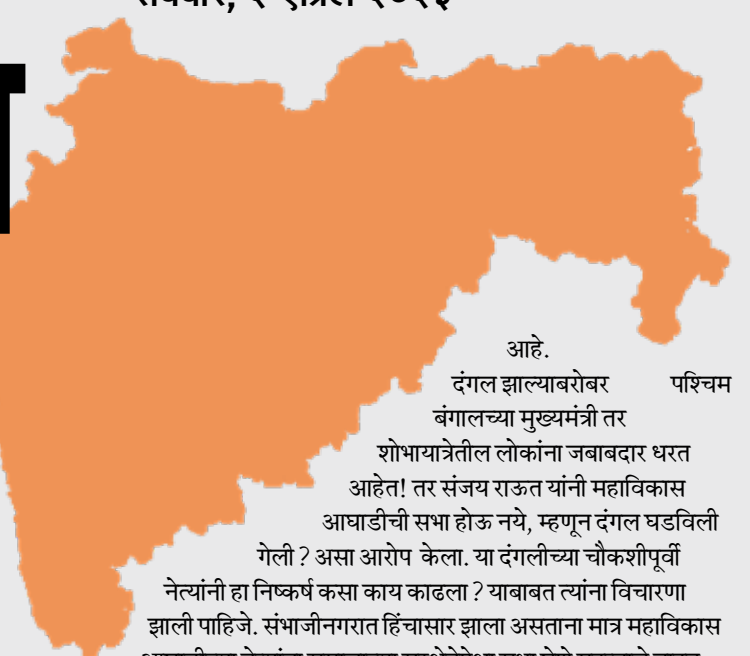 आहे.
दंगल झाल्याबरोबर पश्चिम
बंगालच्या मुख्यमंत्री तर
शोभायात्रेतील लोकांना जबाबदार धरत
आहेत! तर संजय राऊत यांनी महाविकास
आघाडीची सभा होऊ नये, म्हणून दंगल घडविली
गेली ? असा आरोप केला. या दंगलीच्या चौकशीपूर्वी
नेत्यांनी हा निष्कर्ष कसा काय काढला ? याबाबत त्यांना विचारणा
झाली पाहिजे. संभाजीनगरात हिंचासार झाला असताना मात्र महाविकास